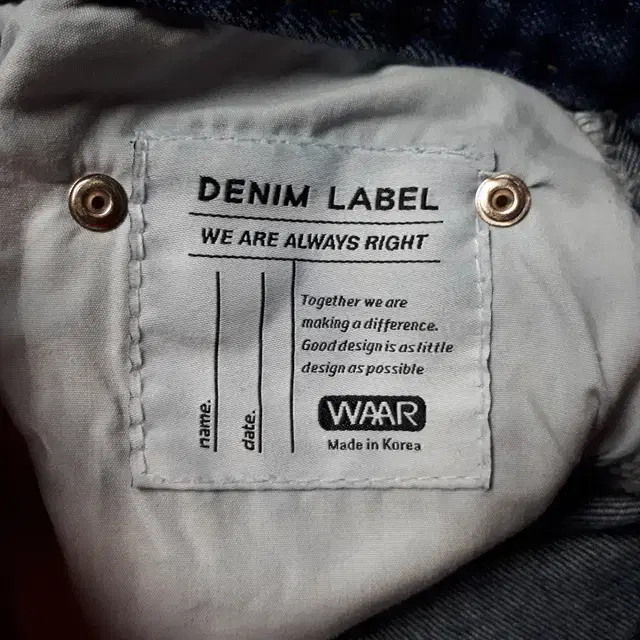 DENIM LABEL
WE ARE ALWAYS RIGHT
name.
date.
Together we are
making a difference.
Good design is as little
design as possible
WAAR
Made in Korea